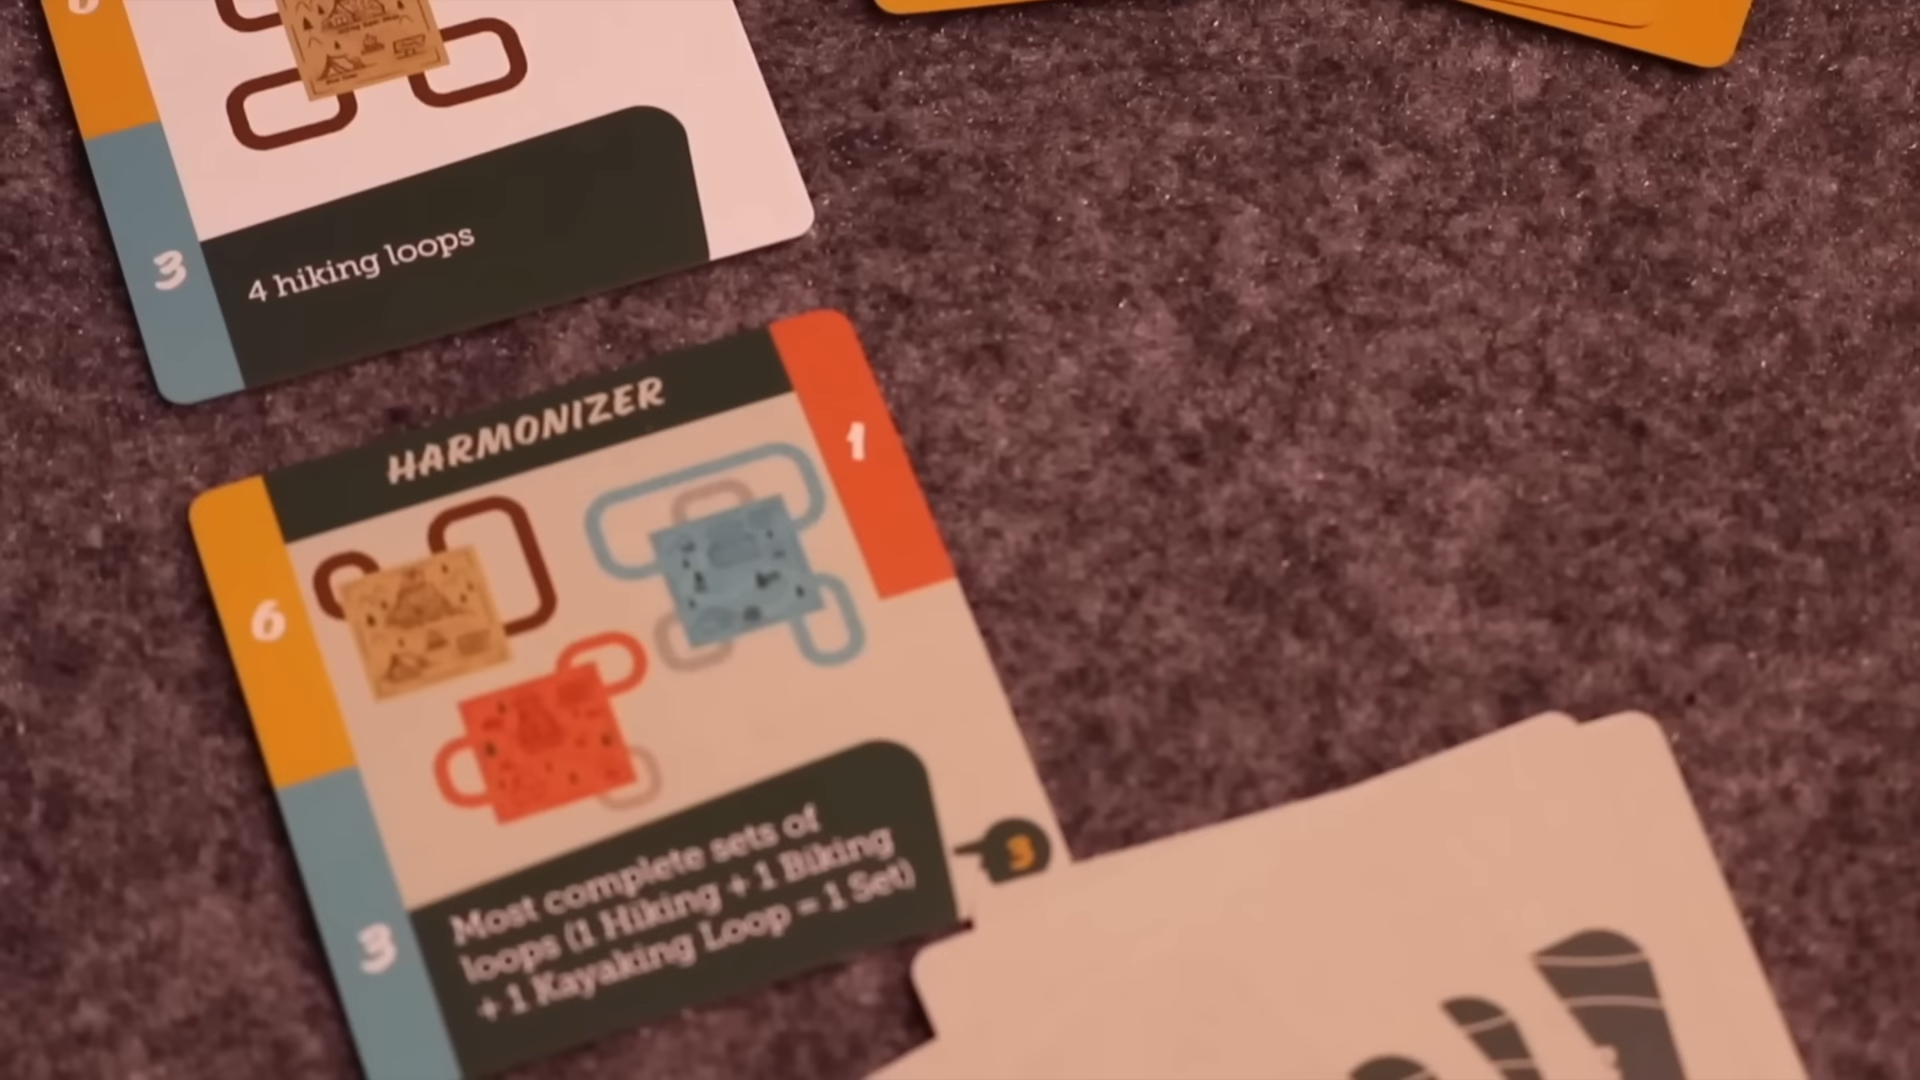 3
4 hiking loops
HARMONIZER
1
6
3
Most complete sets of
loops (1 Hiking + 1 Biking
+ 1 Kayaking Loop = 1 Set)
3